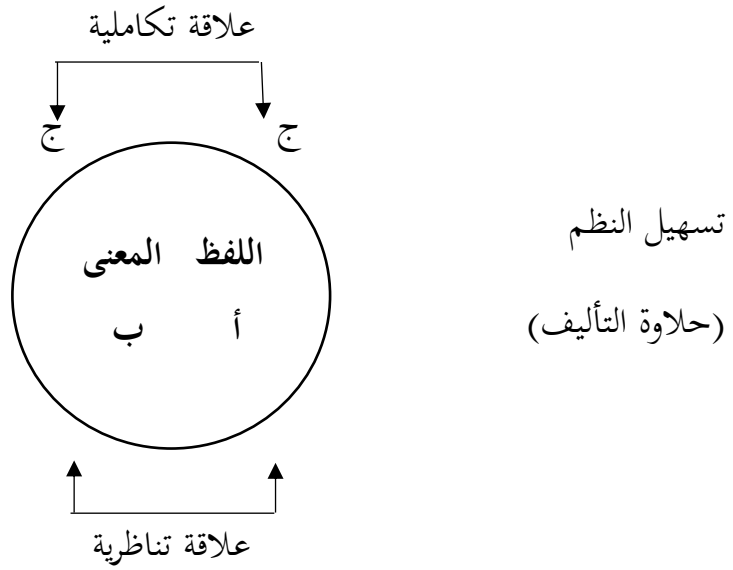 علاقة تكاملية
ج ج
تسهيل النظم
اللفظ المعنى
(حلاوة التأليف)
أ ب
علاقة تناظرية